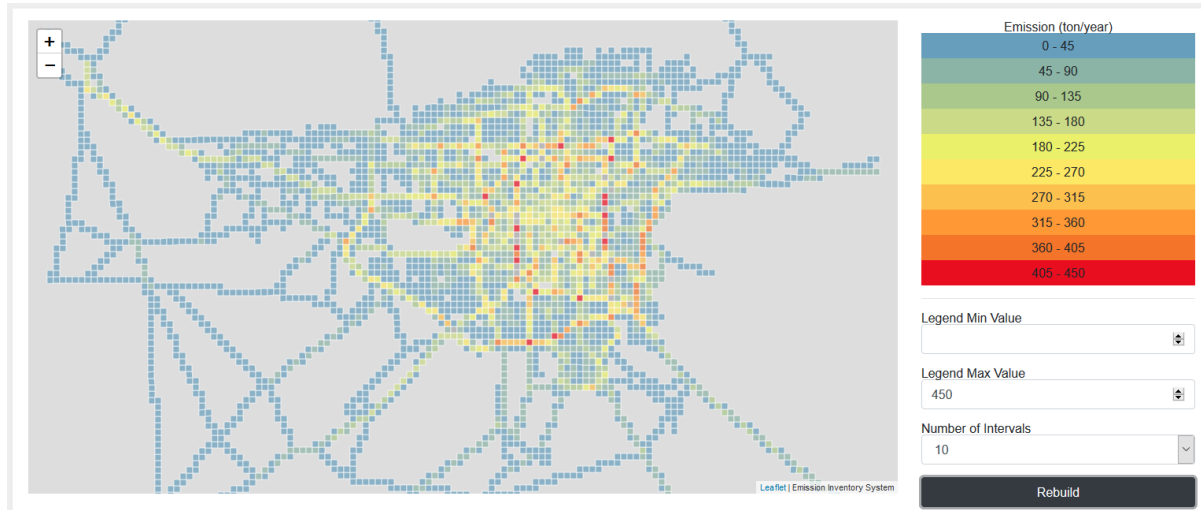 +
−
Leaflet | Emission Inventory System
Emission (ton/year)
0 - 45
45 - 90
90 - 135
135 - 180
180 - 225
225 - 270
270 - 315
315 - 360
360 - 405
405 - 450
Legend Min Value
Legend Max Value
450
Number of Intervals
10
Rebuild